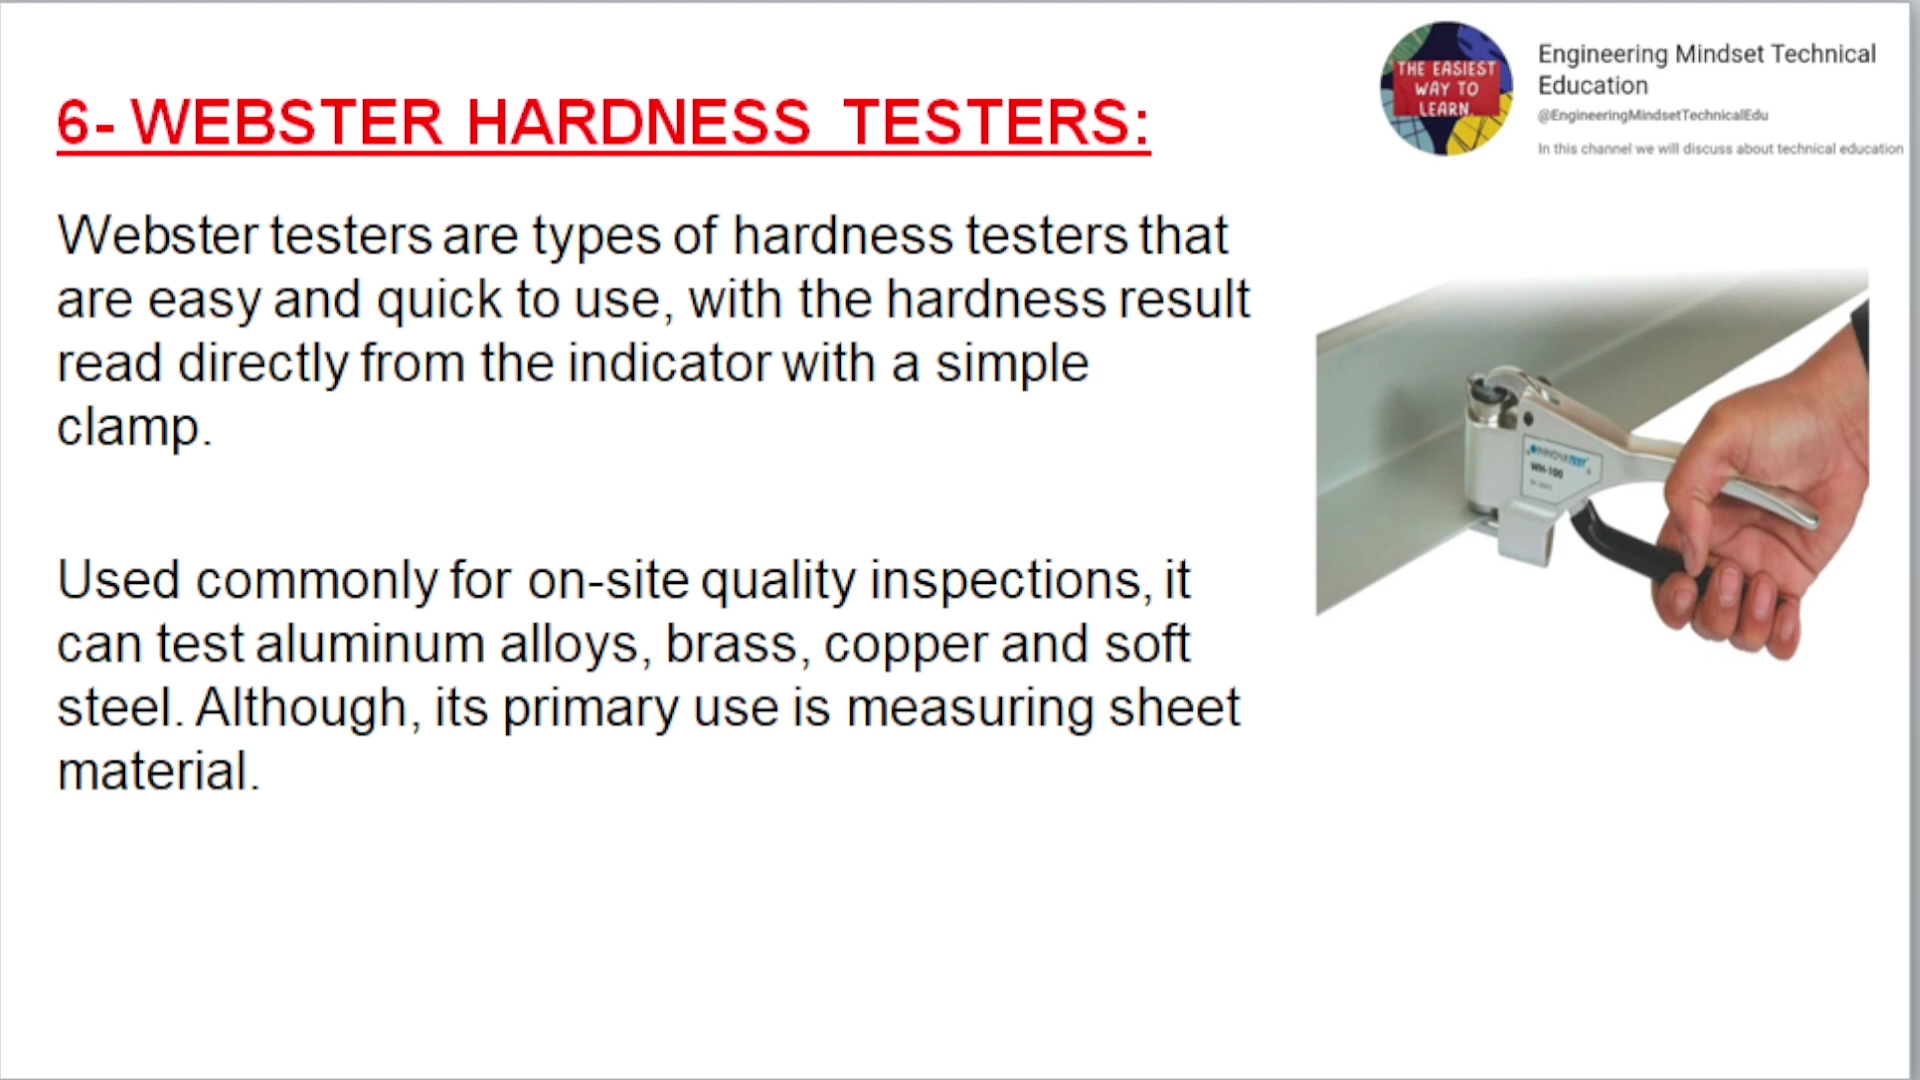 6- WEBSTER HARDNESS TESTERS:
THE EASIEST
WAY TO
LEARN.
Engineering Mindset Technical
Education
@EngineeringMindsetTechnicalEdu
In this channel we will discuss about technical education
Webster testers are types of hardness testers that
are easy and quick to use, with the hardness result
read directly from the indicator with a simple
clamp.
Used commonly for on-site quality inspections, it
can test aluminum alloys, brass, copper and soft
steel. Although, its primary use is measuring sheet
material.
INNOVATEST
WH-100